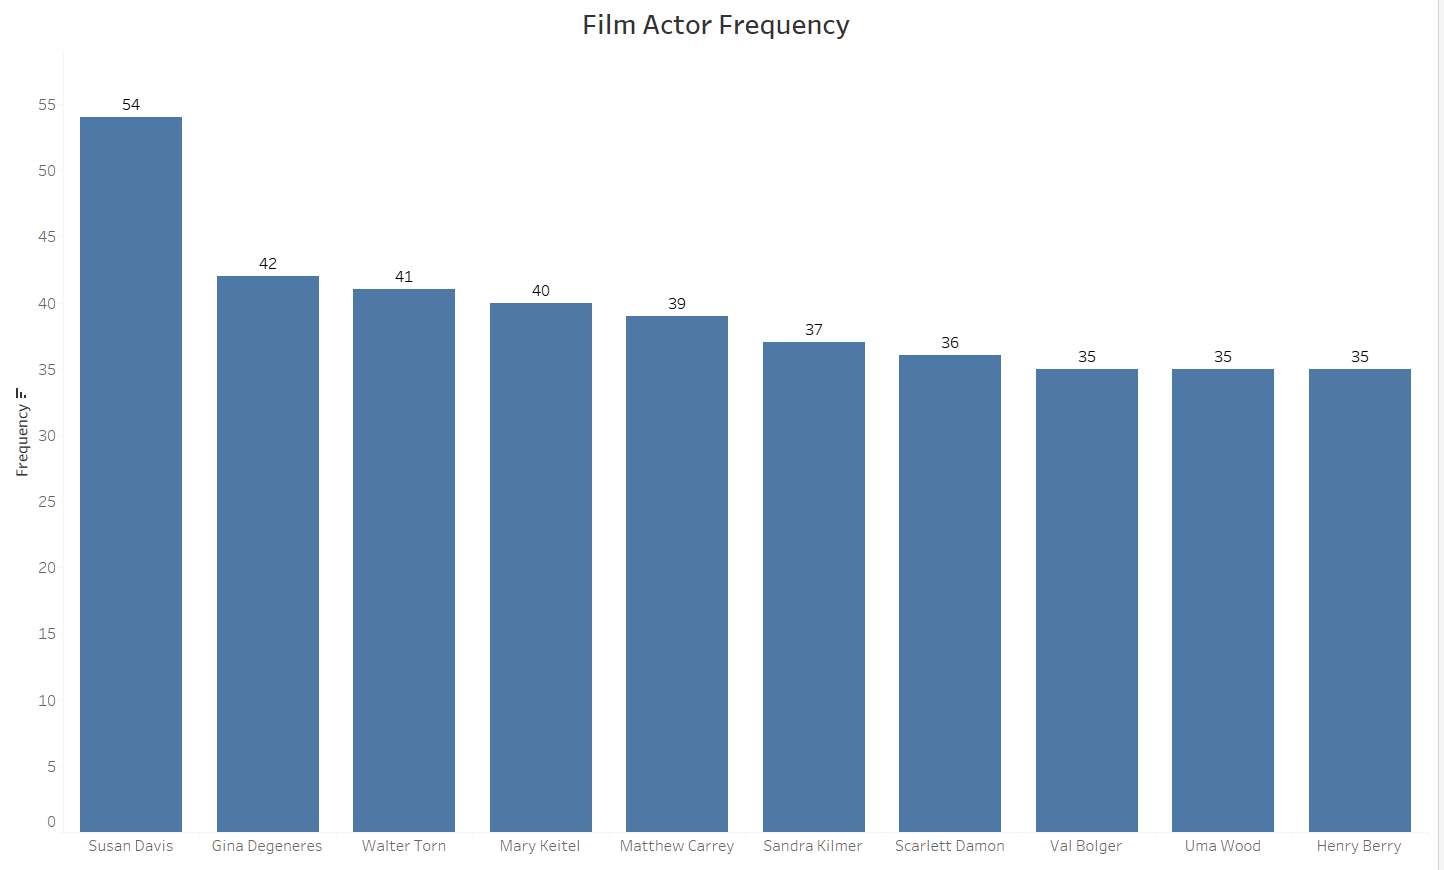 Film Actor Frequency
Frequency
55
50
45
40
35
30
25
20
15
10
5
0
54
42
41
40
39
37
36
35
35
35
Susan Davis
Gina Degeneres
Walter Torn
Mary Keitel
Matthew Carrey
Sandra Kilmer
Scarlett Damon
Val Bolger
Uma Wood
Henry Berry